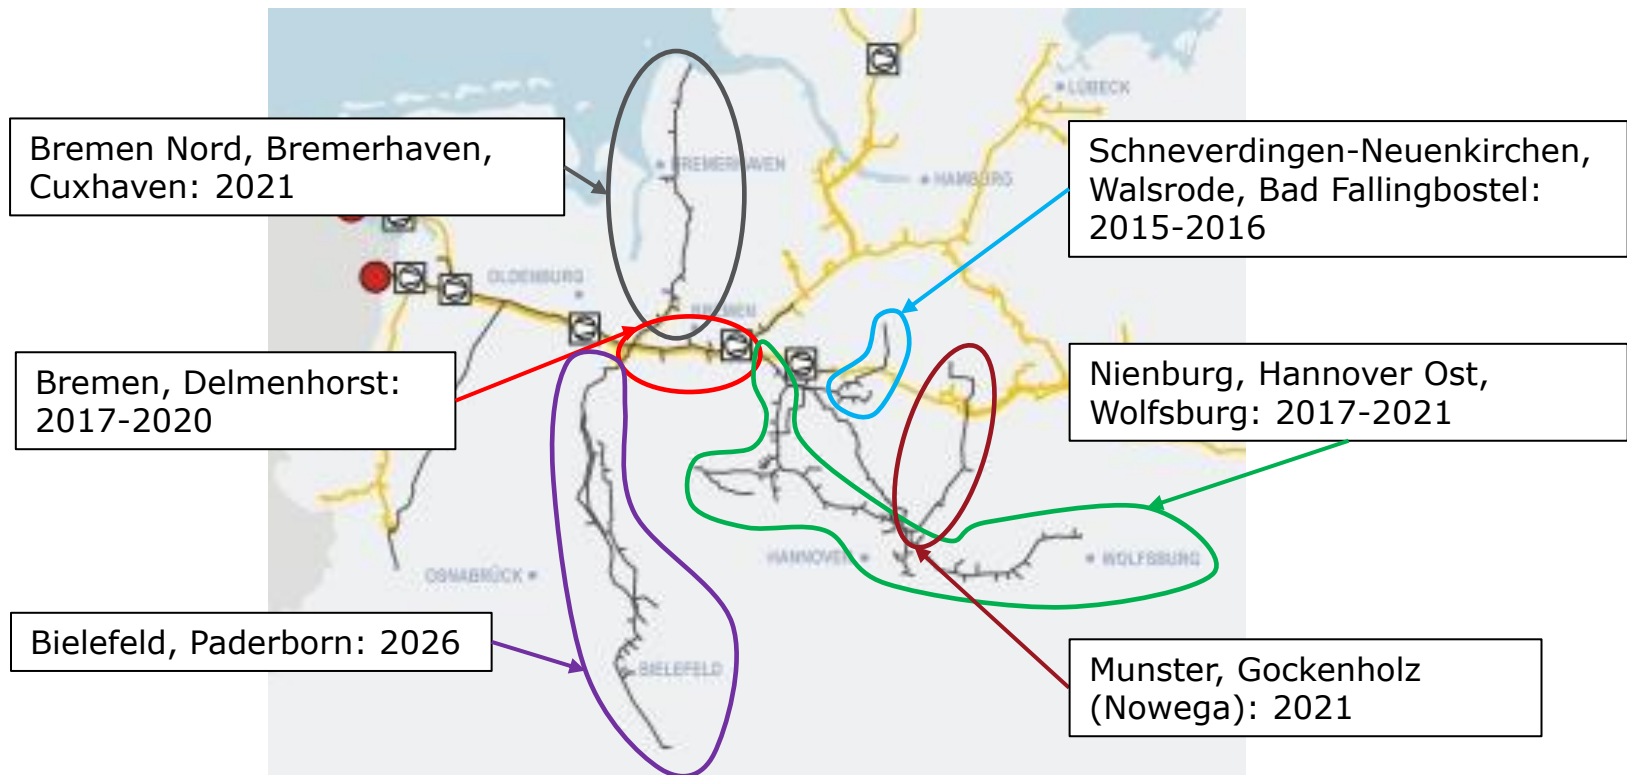 LÜBECK
Bremen Nord, Bremerhaven,
Cuxhaven: 2021
Schneverdingen-Neuenkirchen,
Walsrode, Bad Fallingbostel:
2015-2016
BREMERHAVEN
HAMBURG
OLDENBURG
BREMEN
Bremen, Delmenhorst:
2017-2020
Nienburg, Hannover Ost,
Wolfsburg: 2017-2021
HANNOVER
WOLFSBURG
OSNABRÜCK
Bielefeld, Paderborn: 2026
BIELEFELD
Munster, Gockenholz
(Nowega): 2021